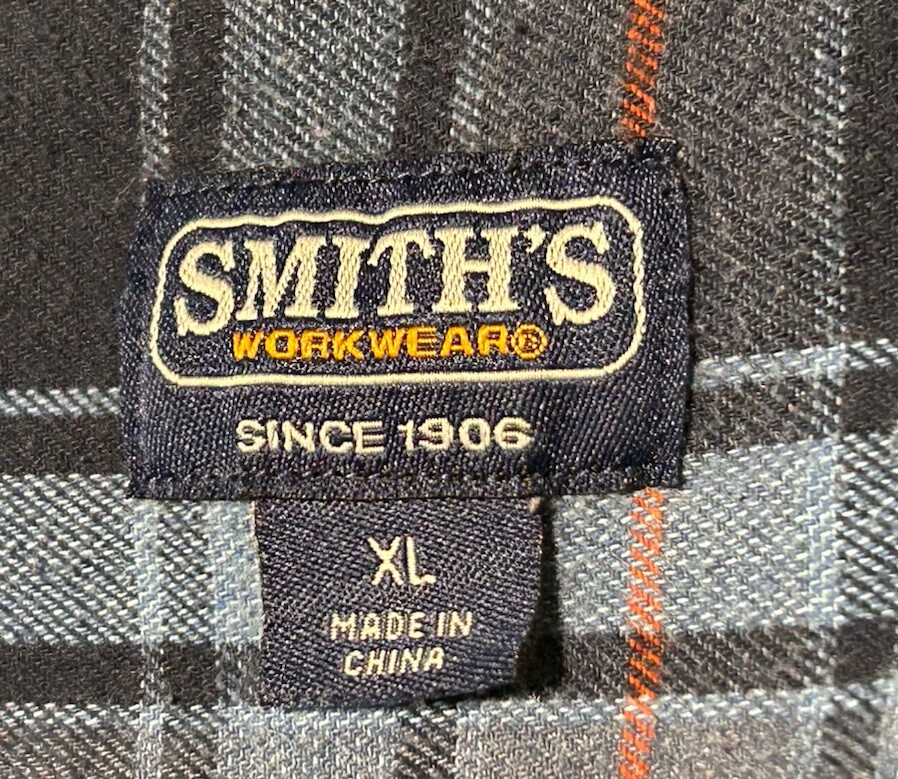 SMITH'S
WORKWEAR®
SINCE 1906
XL
MADE IN
CHINA